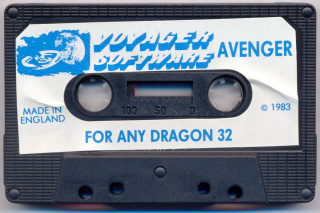 VOYAGER
SOFTWARE
AVENGER
MADE IN
ENGLAND
100 50 0
© 1983
FOR ANY DRAGON 32